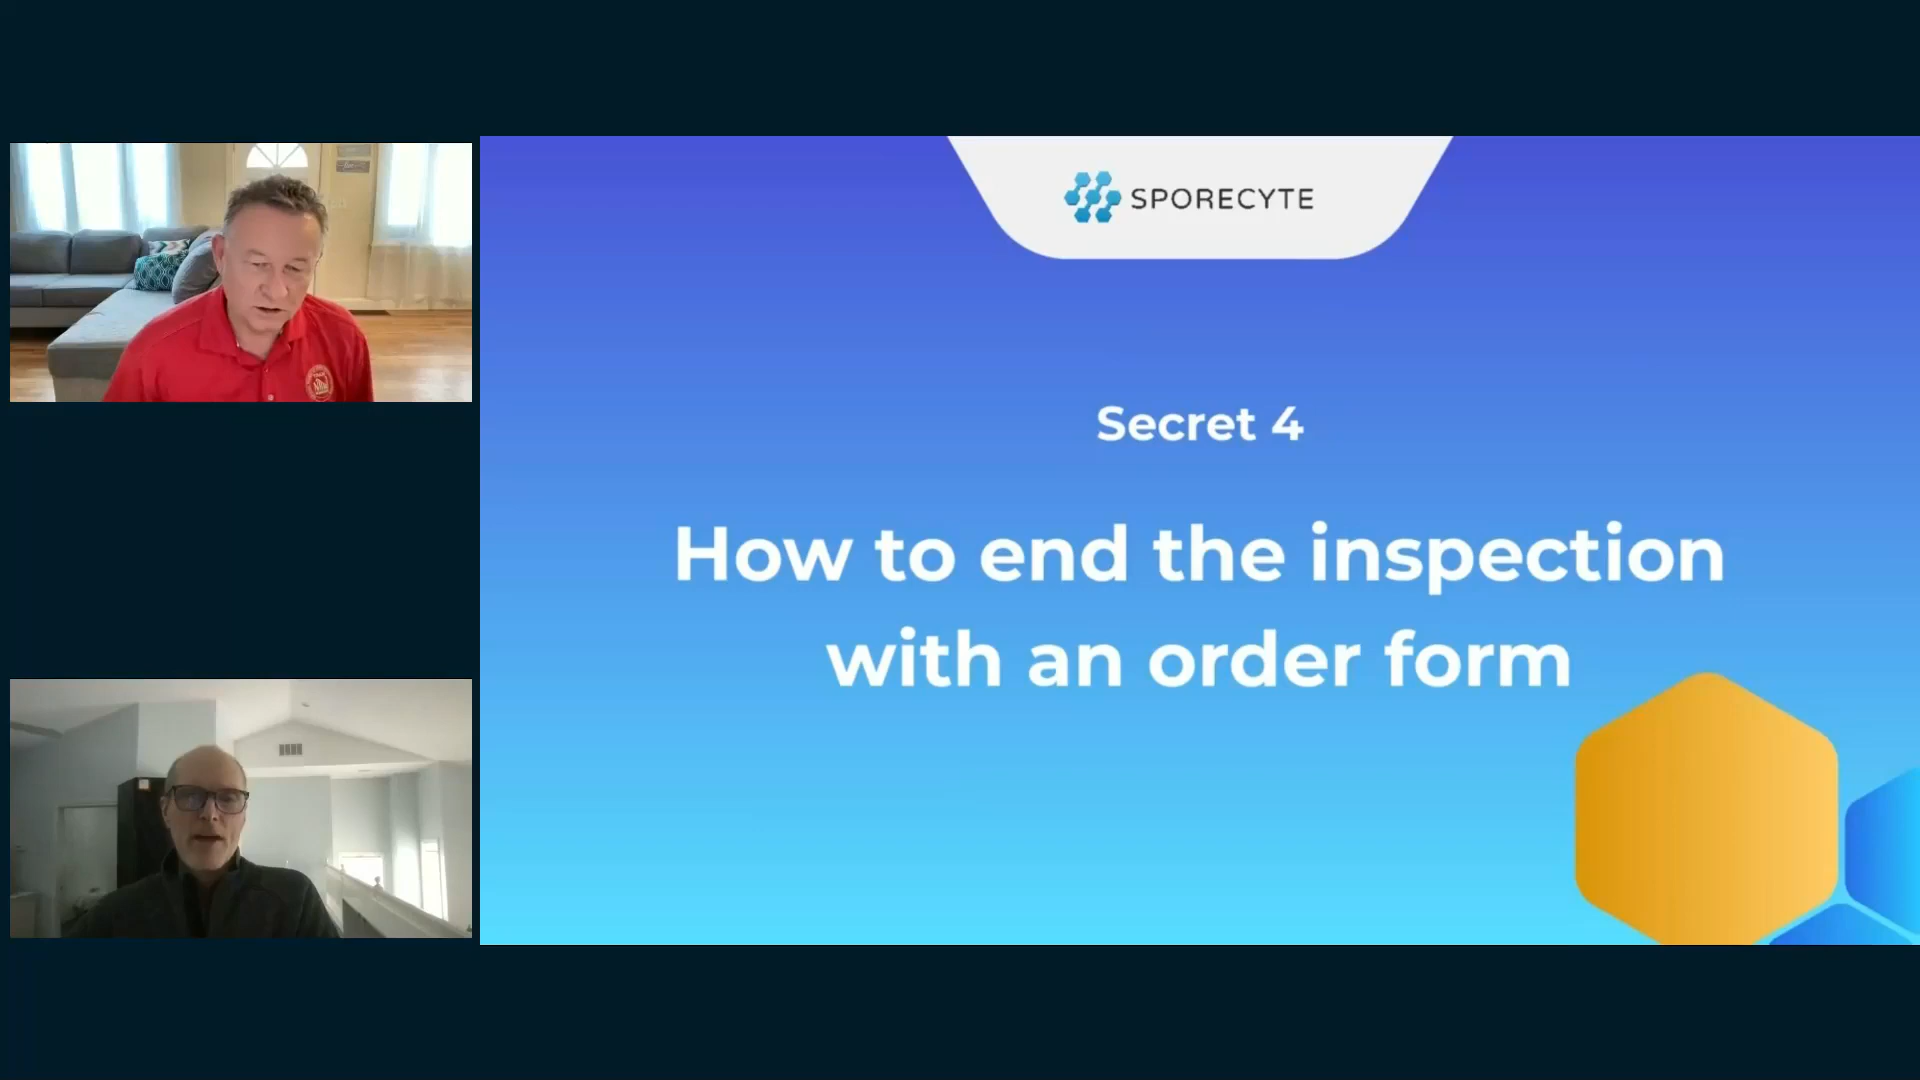 SPORECYTE
Secret 4
How to end the inspection
with an order form